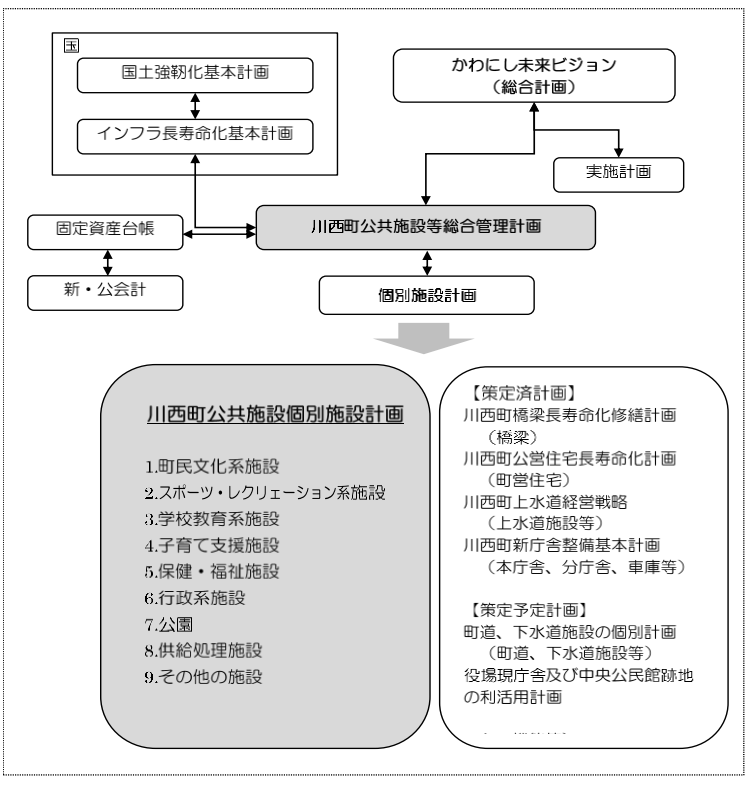 国
国土強靭化基本計画
インフラ長寿命化基本計画
かわにし未来ビジョン
（総合計画）
実施計画
固定資産台帳
川西町公共施設等総合管理計画
新・公会計
個別施設計画
川西町公共施設個別施設計画
1.町民文化系施設
2.スポーツ・レクリェーション系施設
3.学校教育系施設
4.子育て支援施設
5.保健・福祉施設
6.行政系施設
7.公園
8.供給処理施設
9.その他の施設
【策定済計画】
川西町橋梁長寿命化修繕計画
（橋梁）
川西町公営住宅長寿命化計画
（町営住宅）
川西町上水道経営戦略
（上水道施設等）
川西町新庁舎整備基本計画
（本庁舎、分庁舎、車庫等）
【策定予定計画】
町道、下水道施設の個別計画
（町道、下水道施設等）
役場現庁舎及び中央公民館跡地
の利活用計画